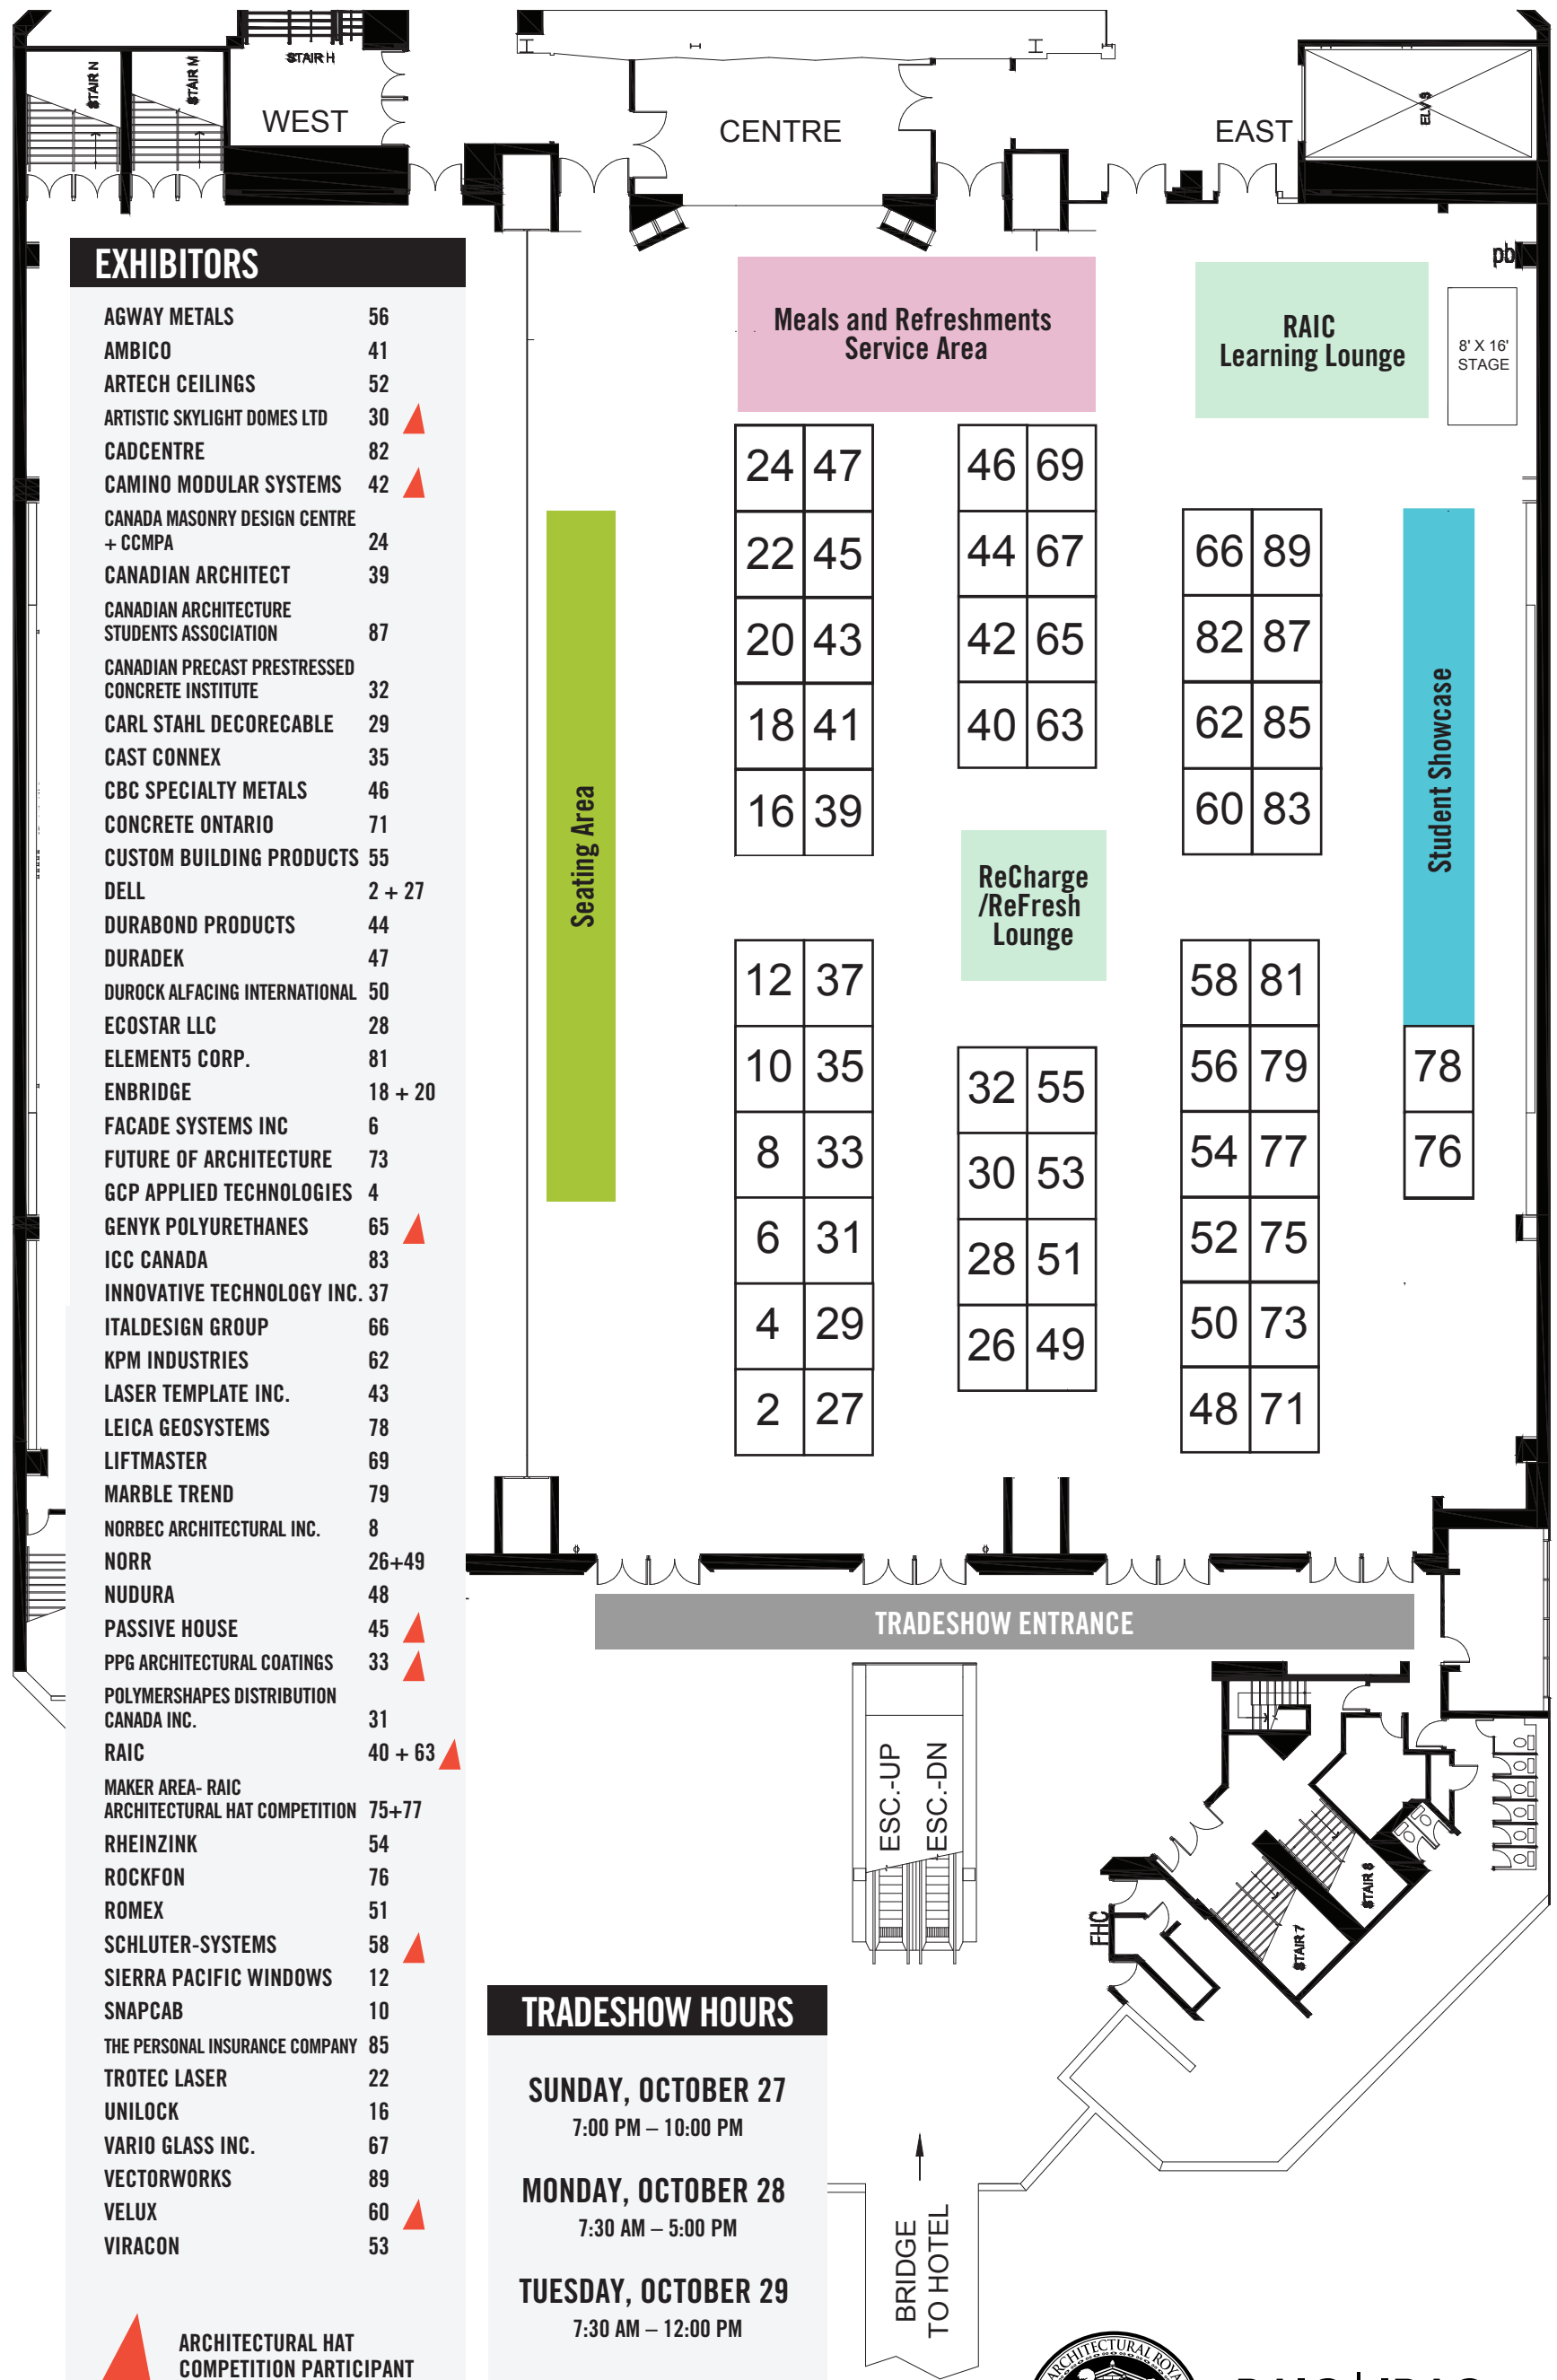 STAIR N
STAIR M
STAIR H
WEST
CENTRE
EAST
ELV 9
pb
EXHIBITORS
AGWAY METALS 56
AMBICO 41
ARTECH CEILINGS 52
ARTISTIC SKYLIGHT DOMES LTD 30
CADCENTRE 82
CAMINO MODULAR SYSTEMS 42
CANADA MASONRY DESIGN CENTRE
+ CCMPA 24
CANADIAN ARCHITECT 39
CANADIAN ARCHITECTURE
STUDENTS ASSOCIATION 87
CANADIAN PRECAST PRESTRESSED
CONCRETE INSTITUTE 32
CARL STAHL DECORECABLE 29
CAST CONNEX 35
CBC SPECIALTY METALS 46
CONCRETE ONTARIO 71
CUSTOM BUILDING PRODUCTS 55
DELL 2 + 27
DURABOND PRODUCTS 44
DURADEK 47
DUROCK ALFACING INTERNATIONAL 50
ECOSTAR LLC 28
ELEMENT5 CORP. 81
ENBRIDGE 18 + 20
FACADE SYSTEMS INC 6
FUTURE OF ARCHITECTURE 73
GCP APPLIED TECHNOLOGIES 4
GENYK POLYURETHANES 65
ICC CANADA 83
INNOVATIVE TECHNOLOGY INC. 37
ITALDESIGN GROUP 66
KPM INDUSTRIES 62
LASER TEMPLATE INC. 43
LEICA GEOSYSTEMS 78
LIFTMASTER 69
MARBLE TREND 79
NORBEC ARCHITECTURAL INC. 8
NORR 26+49
NUDURA 48
PASSIVE HOUSE 45
PPG ARCHITECTURAL COATINGS 33
POLYMERSHAPES DISTRIBUTION
CANADA INC. 31
RAIC 40 + 63
MAKER AREA- RAIC
ARCHITECTURAL HAT COMPETITION 75+77
RHEINZINK 54
ROCKFON 76
ROMEX 51
SCHLUTER-SYSTEMS 58
SIERRA PACIFIC WINDOWS 12
SNAPCAB 10
THE PERSONAL INSURANCE COMPANY 85
TROTEC LASER 22
UNILOCK 16
VARIO GLASS INC. 67
VECTORWORKS 89
VELUX 60
VIRACON 53
ARCHITECTURAL HAT
COMPETITION PARTICIPANT
Meals and Refreshments
Service Area
RAIC
Learning Lounge
8' X 16'
STAGE
Seating Area
24 47
22 45
20 43
18 41
16 39
46 69
44 67
42 65
40 63
66 89
82 87
62 85
60 83
Student Showcase
ReCharge
/ReFresh
Lounge
12 37
10 35
8 33
6 31
4 29
2 27
32 55
30 53
28 51
26 49
58 81
56 79
54 77
52 75
50 73
48 71
78
76
TRADESHOW ENTRANCE
ESC.-UP
ESC.-DN
FHC
STAIR 8
STAIR 7
TRADESHOW HOURS
SUNDAY, OCTOBER 27
7:00 PM – 10:00 PM
MONDAY, OCTOBER 28
7:30 AM – 5:00 PM
TUESDAY, OCTOBER 29
7:30 AM – 12:00 PM
BRIDGE
TO HOTEL
ARCHITECTURAL ROYA